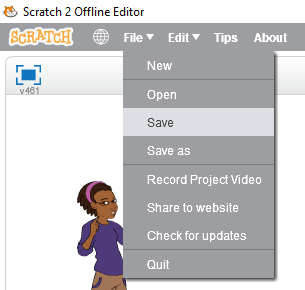 Scratch 2 Offline Editor
SCRATCH File Edit Tips About
v461
New
Open
Save
Save as
Record Project Video
Share to website
Check for updates
Quit